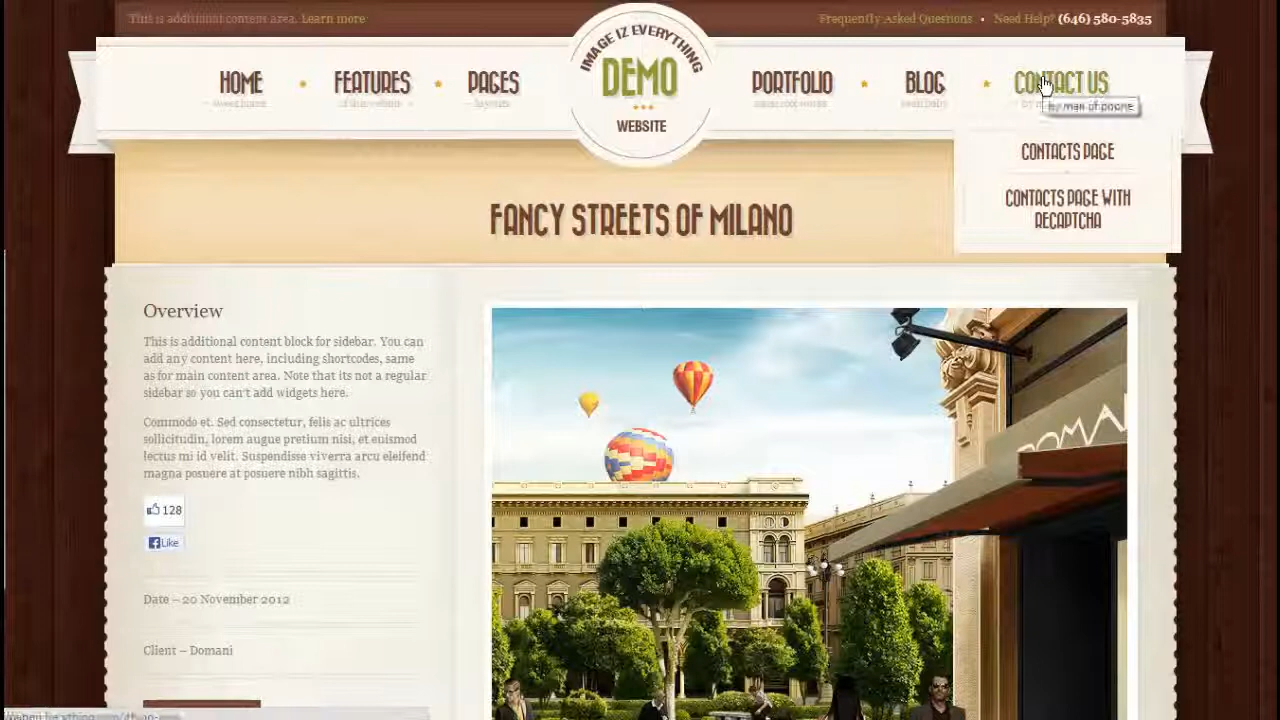 This is additional content area. Learn more
Frequently Asked Questions • Need Help? (646) 580-5835
IMAGE IZ EVERYTHING
DEMO
WEBSITE
HOME
FEATURES
PAGES
PORTFOLIO
BLOG
CONTACT US
sweet home
layouts
CONTACTS PAGE
CONTACTS PAGE WITH
RECAPTCHA
FANCY STREETS OF MILANO
Overview
This is additional content block for sidebar. You can
add any content here, including shortcodes, same
as for main content area. Note that its not a regular
sidebar so you can't add widgets here.
Commodo et. Sed consectetur, felis ac ultrices
sollicitudin, lorem augue pretium nisi, et euismod
lectus mi id velit. Suspendisse viverra arcu eleifend
magna posuere at posuere nibh sagittis.
128
Like
Date – 20 November 2012
Client – Domani